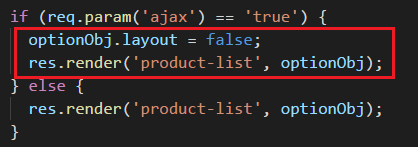 if (req.param('ajax') == 'true') {
optionObj.layout = false;
res.render('product-list', optionObj);
} else {
res.render('product-list', optionObj);
}